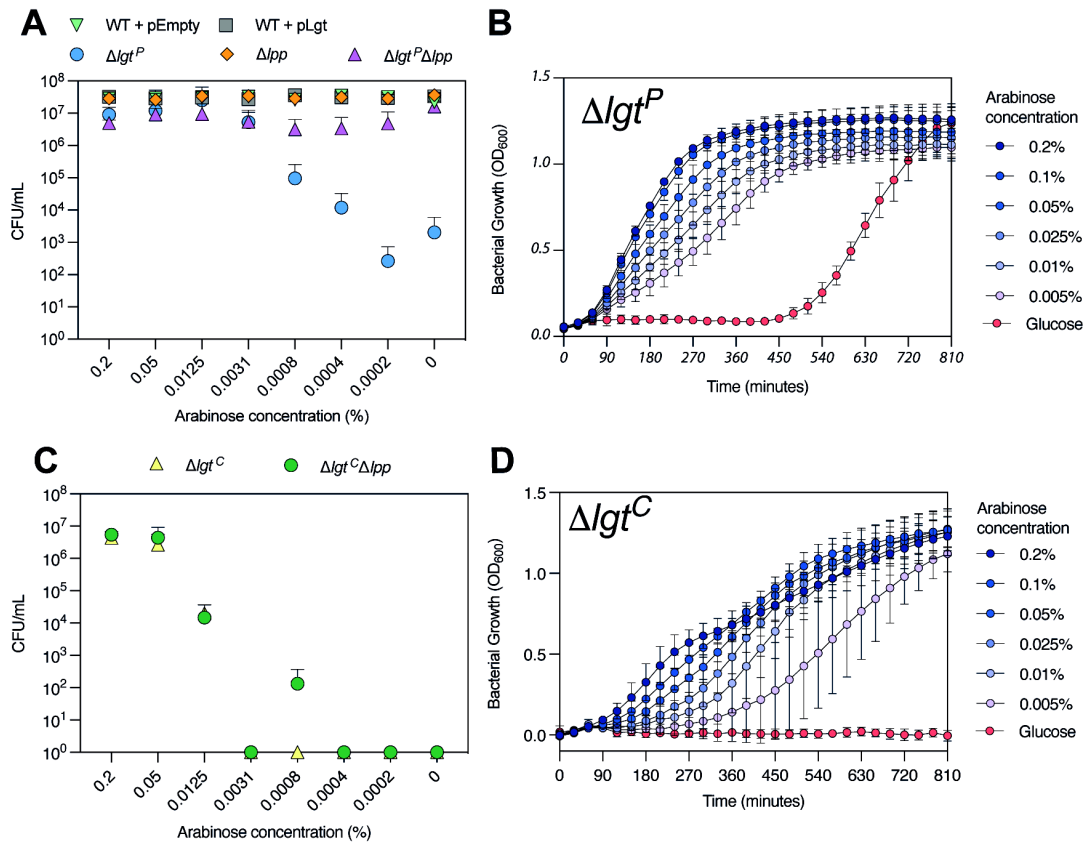 A
WT + pEmpty
WT + pLgt
ΔlgtᴾΔlpp
Δlgtᴾ
Δlpp
10⁸
10⁷
10⁶
10⁵
10⁴
10³
10²
10¹
10⁰
CFU/mL
0.2
0.05
0.0125
0.0031
0.0008
0.0004
0.0002
0
Arabinose concentration (%)
B
Δlgtᴾ
1.5
1.0
0.5
0.0
Bacterial Growth (OD₆₀₀)
0 90 180 270 360 450 540 630 720 810
Time (minutes)
Arabinose
concentration
0.2%
0.1%
0.05%
0.025%
0.01%
0.005%
Glucose
C
Δlgtᶜ
ΔlgtᶜΔlpp
10⁸
10⁷
10⁶
10⁵
10⁴
10³
10²
10¹
10⁰
CFU/mL
0.2
0.05
0.0125
0.0031
0.0008
0.0004
0.0002
0
Arabinose concentration (%)
D
Δlgtᶜ
1.5
1.0
0.5
0.0
Bacterial Growth (OD₆₀₀)
0 90 180 270 360 450 540 630 720 810
Time (minutes)
Arabinose
concentration
0.2%
0.1%
0.05%
0.025%
0.01%
0.005%
Glucose